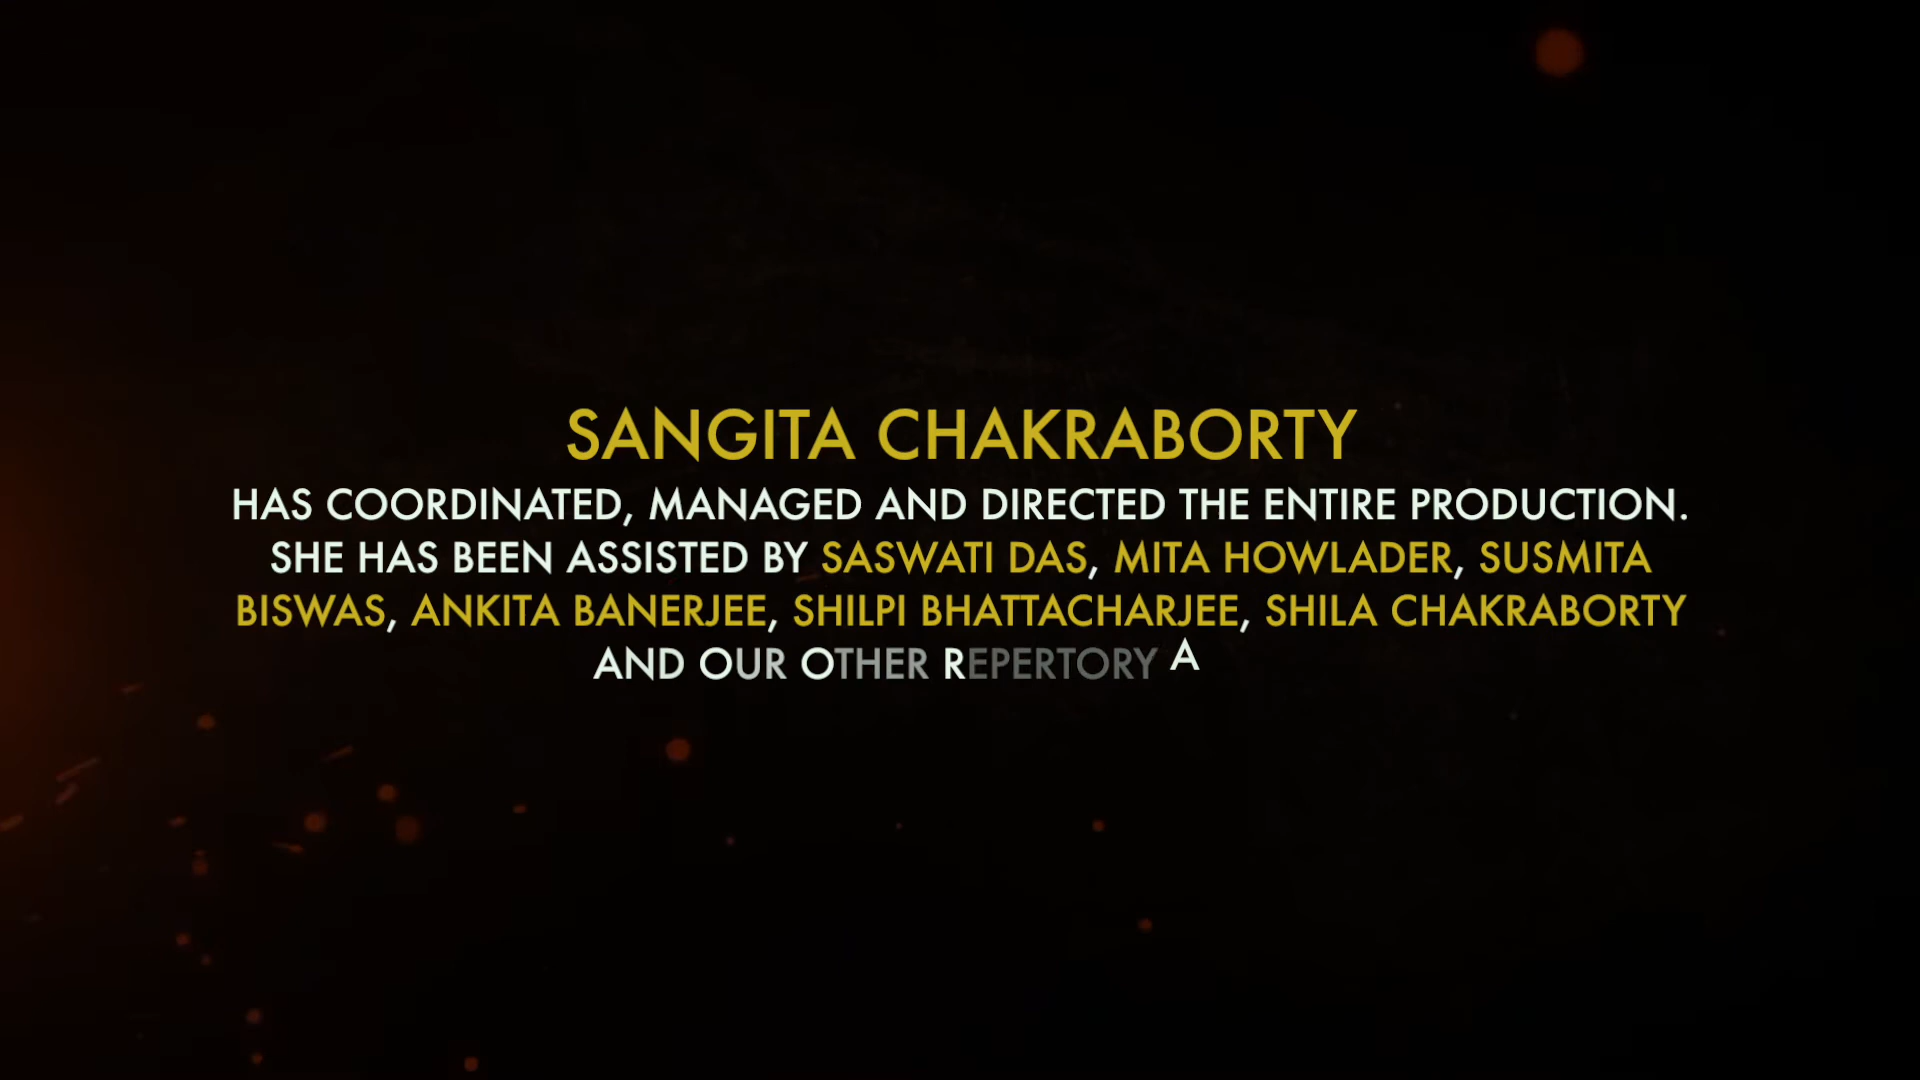 SANGITA CHAKRABORTY
HAS COORDINATED, MANAGED AND DIRECTED THE ENTIRE PRODUCTION.
SHE HAS BEEN ASSISTED BY SASWATI DAS, MITA HOWLADER, SUSMITA
BISWAS, ANKITA BANERJEE, SHILPI BHATTACHARJEE, SHILA CHAKRABORTY
AND OUR OTHER REPERTORY A